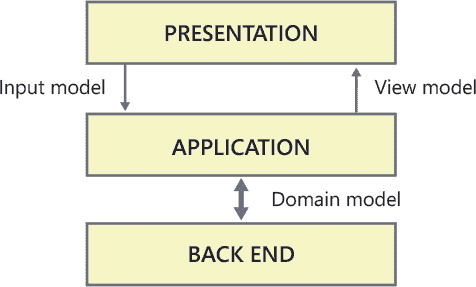 PRESENTATION
Input model
View model
APPLICATION
Domain model
BACK END